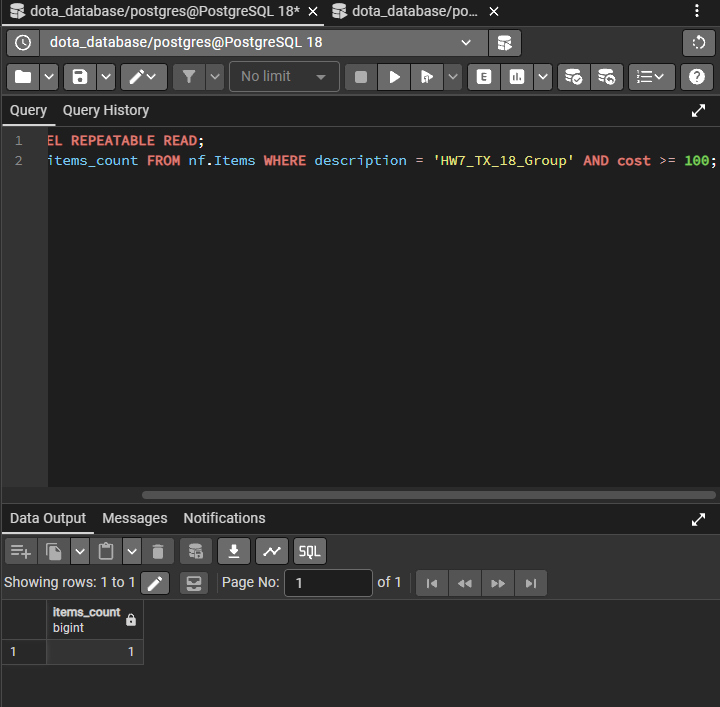 dota_database/postgres@PostgreSQL 18* dota_database/po...
dota_database/postgres@PostgreSQL 18
No limit
E
Query Query History
1 EL REPEATABLE READ;
2 items_count FROM nf.Items WHERE description = 'HW7_TX_18_Group' AND cost >= 100;
Data Output Messages Notifications
SQL
Showing rows: 1 to 1 Page No: 1 of 1
items_count
bigint
1 1